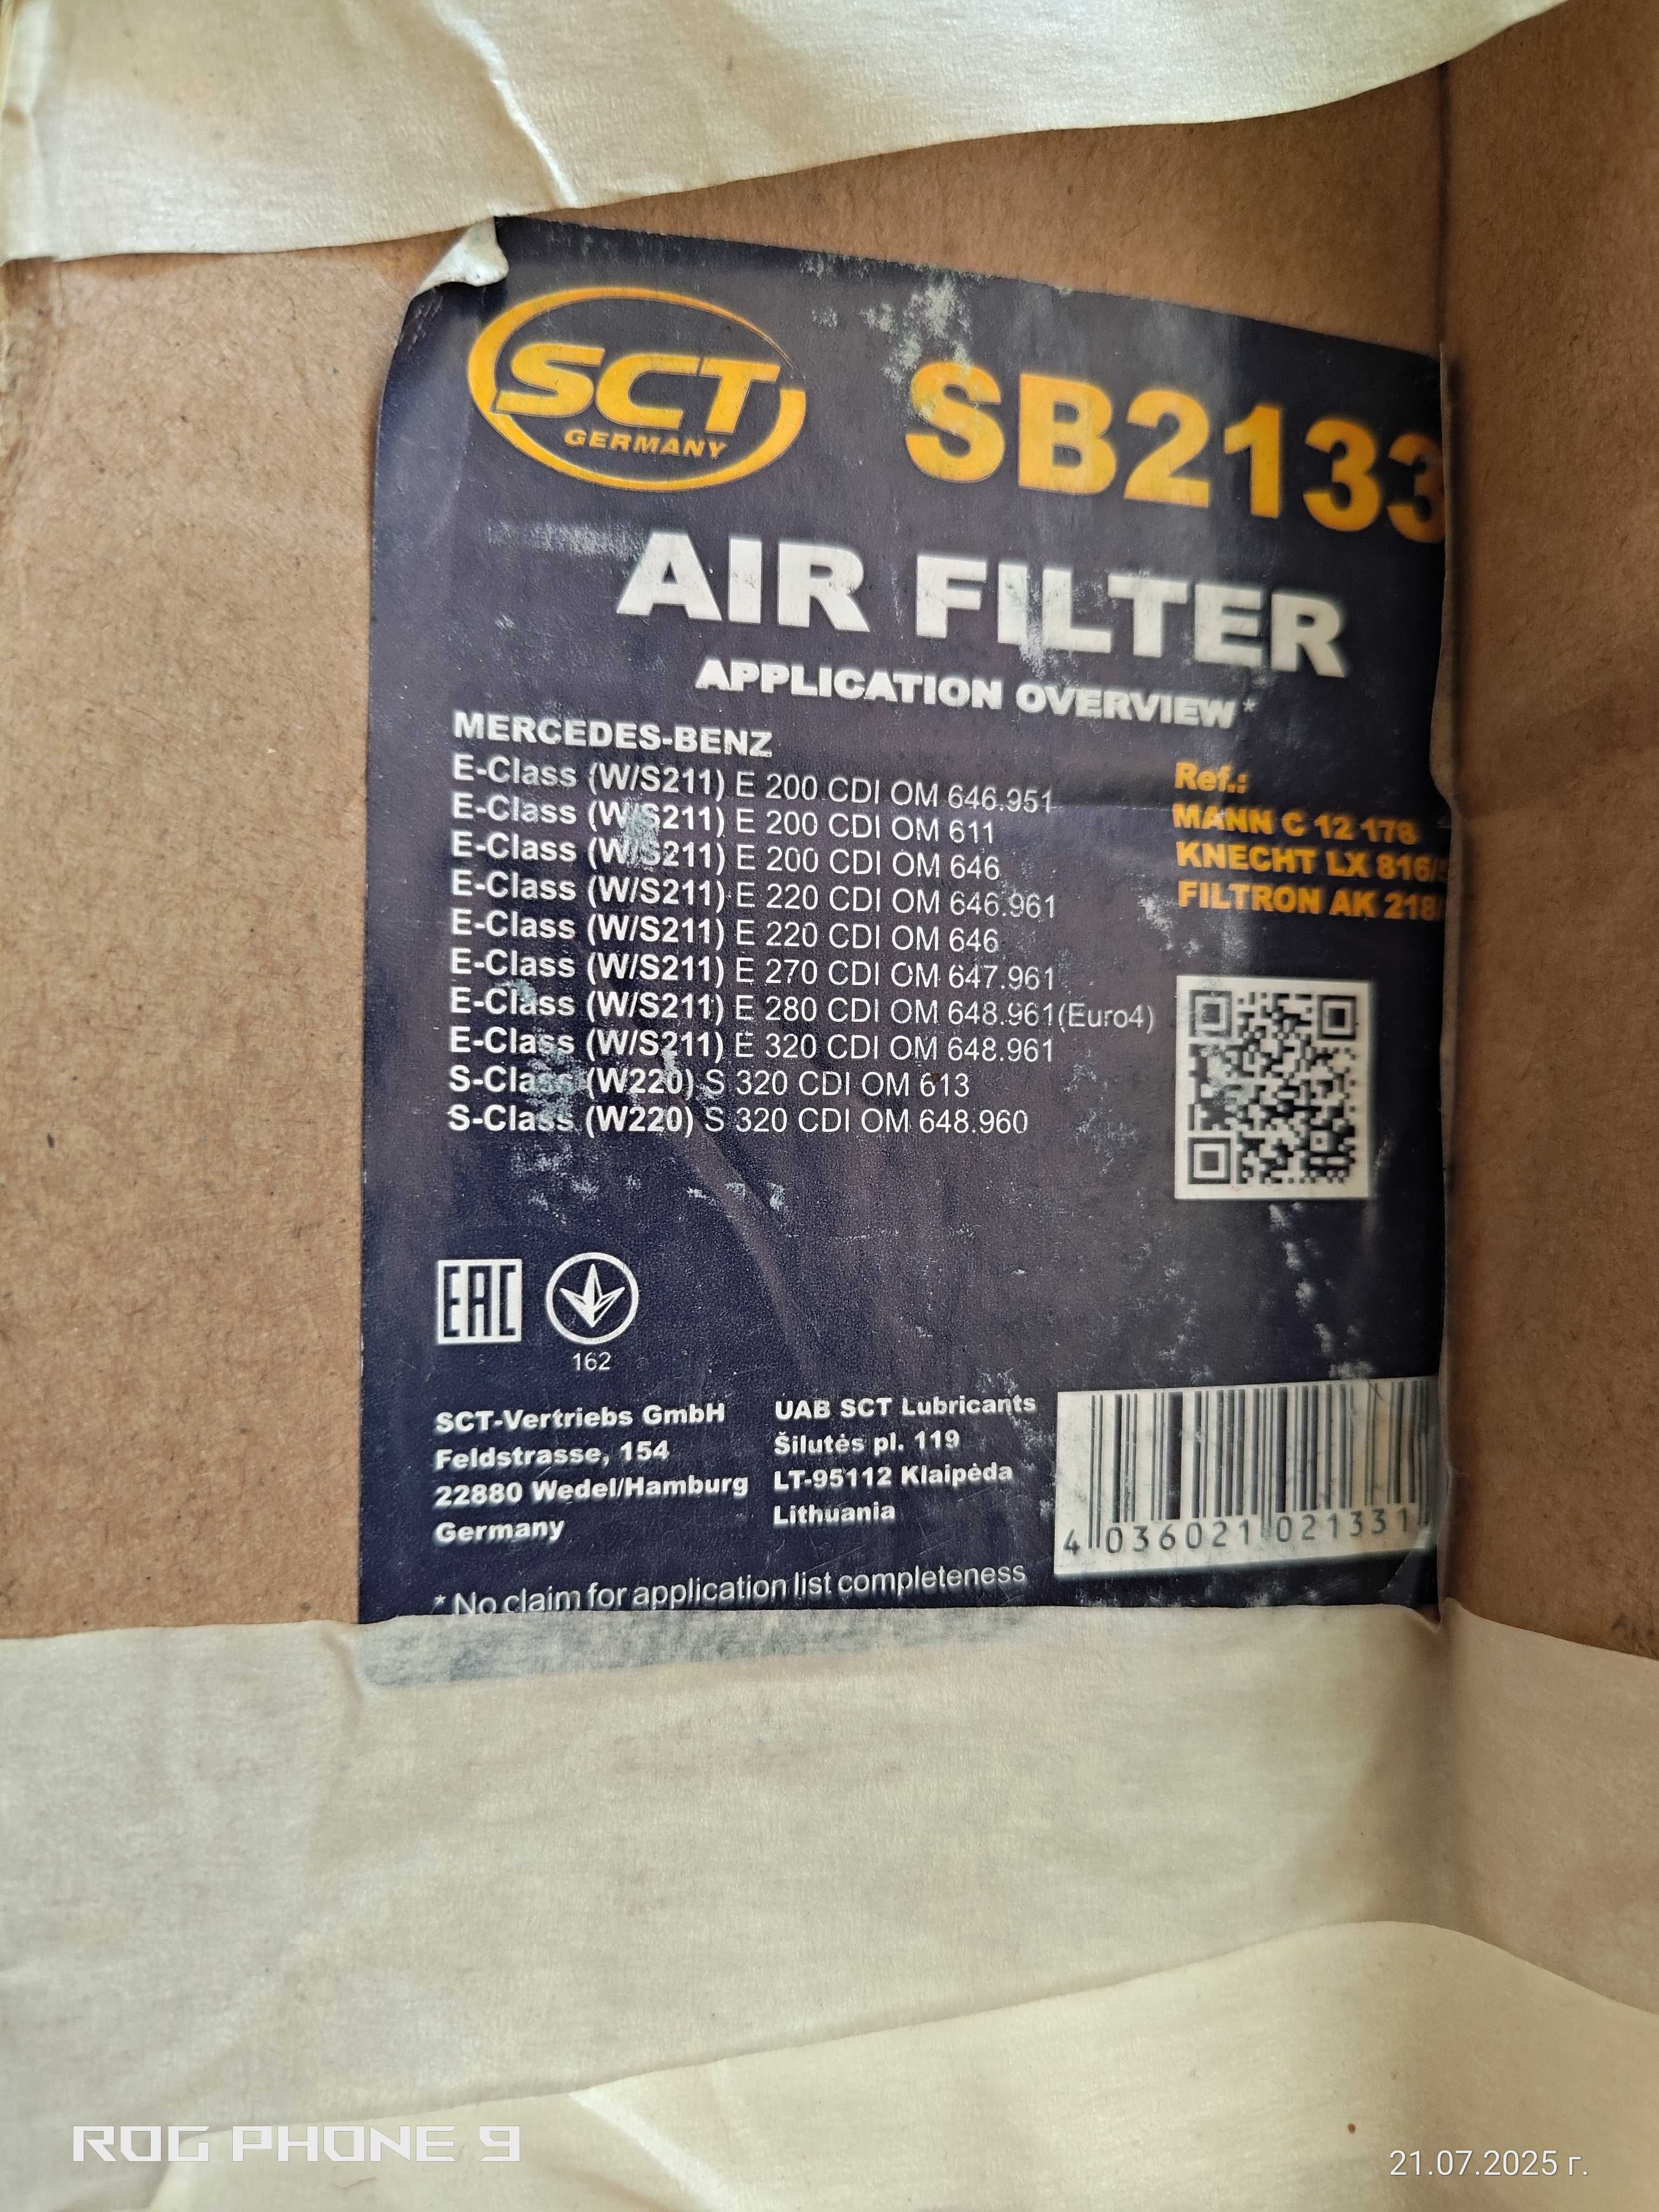 SCT
GERMANY
SB2133
AIR FILTER
APPLICATION OVERVIEW*
MERCEDES-BENZ
E-Class (W/S211) E 200 CDI OM 646.951
E-Class (W/S211) E 200 CDI OM 611
E-Class (W/S211) E 200 CDI OM 646
E-Class (W/S211) E 220 CDI OM 646.961
E-Class (W/S211) E 220 CDI OM 646
E-Class (W/S211) E 270 CDI OM 647.961
E-Class (W/S211) E 280 CDI OM 648.961(Euro4)
E-Class (W/S211) E 320 CDI OM 648.961
S-Class (W220) S 320 CDI OM 613
S-Class (W220) S 320 CDI OM 648.960
Ref.:
MANN C 12 178
KNECHT LX 816/
FILTRON AK 218/
EAC
162
SCT-Vertriebs GmbH
Feldstrasse, 154
22880 Wedel/Hamburg
Germany
UAB SCT Lubricants
Šilutės pl. 119
LT-95112 Klaipėda
Lithuania
4 036021 021331
* No claim for application list completeness
ROG PHONE 9
21.07.2025 г.